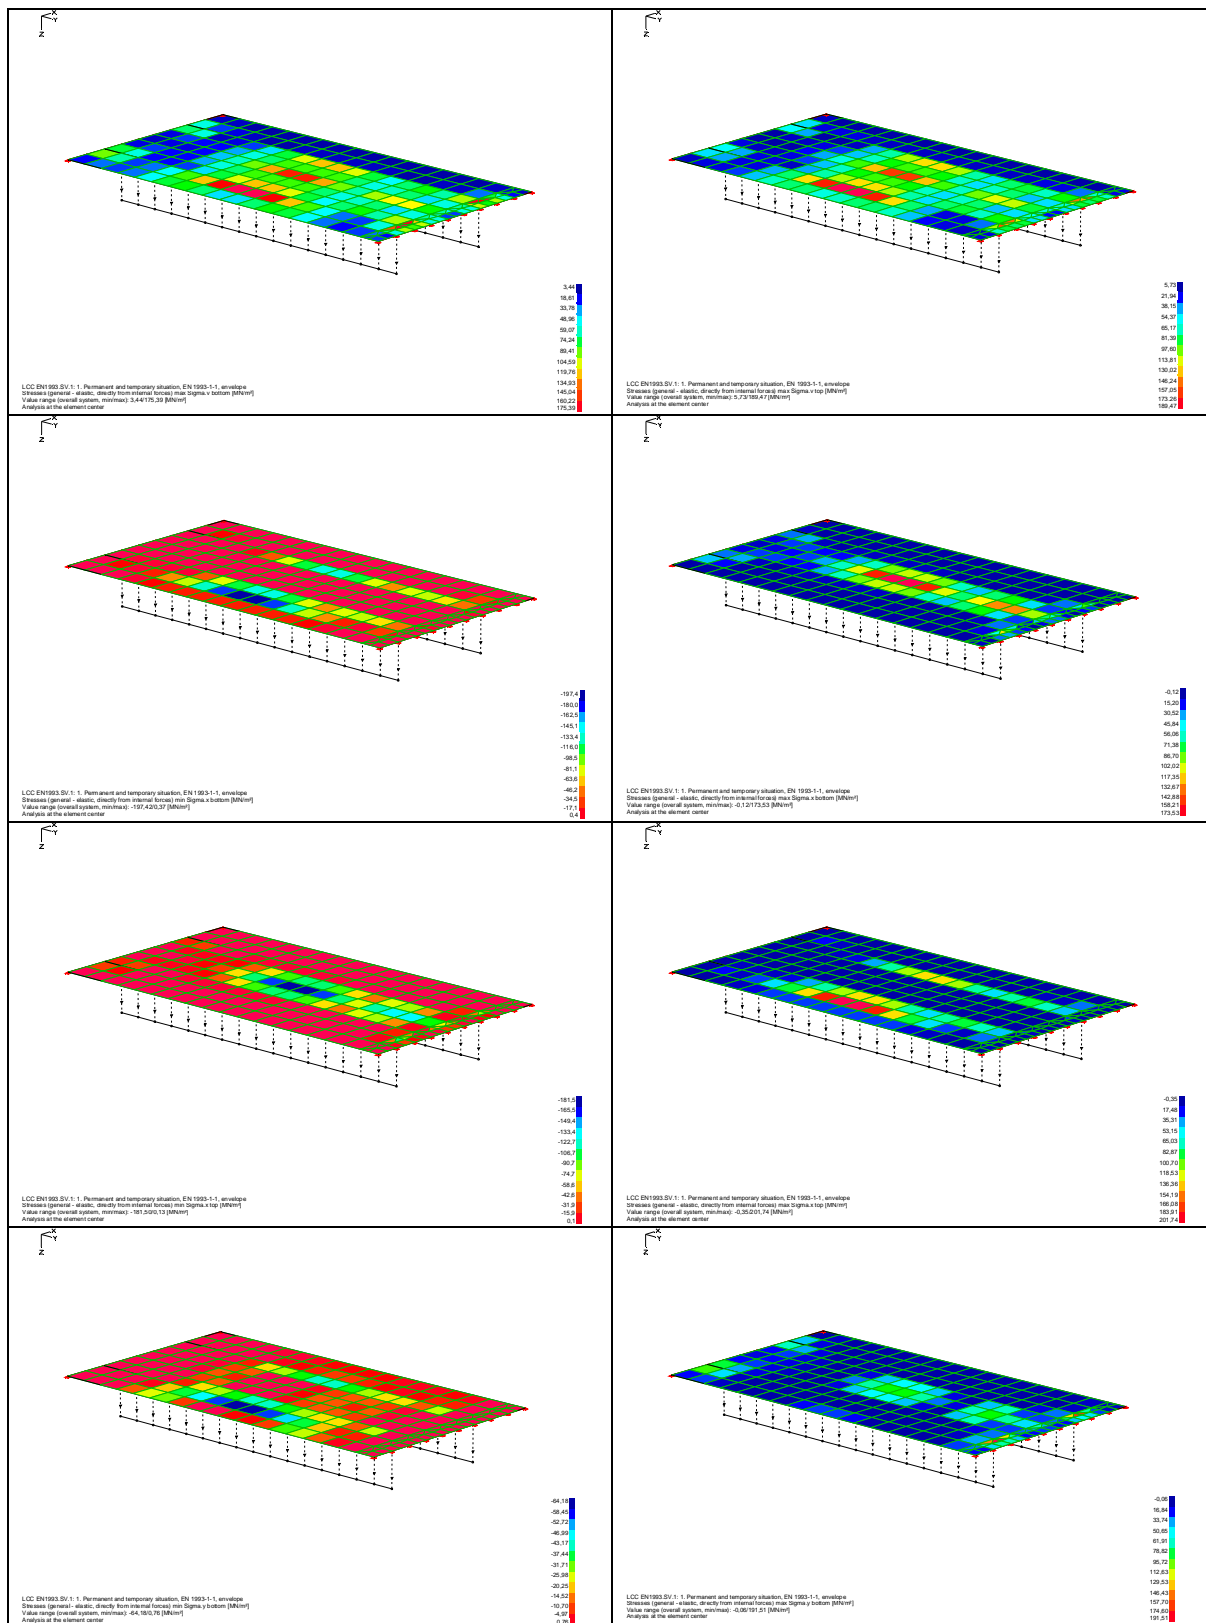 X
Y
Z
3,44
18,61
33,78
48,96
59,07
74,24
89,41
104,59
119,76
134,93
145,04
160,22
175,39
LCC EN1993.SV.1: 1. Permanent and temporary situation, EN 1993-1-1, envelope
Stresses (general - elastic, directly from internal forces) max Sigma.v bottom [MN/m²]
Value range (overall system, min/max): 3,44/175,39 [MN/m²]
Analysis at the element center
X
Y
Z
5,73
21,94
38,15
54,37
65,17
81,39
97,60
113,81
130,02
146,24
157,05
173,26
189,47
LCC EN1993.SV.1: 1. Permanent and temporary situation, EN 1993-1-1, envelope
Stresses (general - elastic, directly from internal forces) max Sigma.v top [MN/m²]
Value range (overall system, min/max): 5,73/189,47 [MN/m²]
Analysis at the element center
X
Y
Z
-197,4
-180,0
-162,5
-145,1
-133,4
-116,0
-98,5
-81,1
-63,6
-46,2
-34,5
-17,1
0,4
LCC EN1993.SV.1: 1. Permanent and temporary situation, EN 1993-1-1, envelope
Stresses (general - elastic, directly from internal forces) min Sigma.x bottom [MN/m²]
Value range (overall system, min/max): -197,42/0,37 [MN/m²]
Analysis at the element center
X
Y
Z
-0,12
15,20
30,52
45,84
56,06
71,38
86,70
102,02
117,35
132,67
142,88
158,21
173,53
LCC EN1993.SV.1: 1. Permanent and temporary situation, EN 1993-1-1, envelope
Stresses (general - elastic, directly from internal forces) max Sigma.x bottom [MN/m²]
Value range (overall system, min/max): -0,12/173,53 [MN/m²]
Analysis at the element center
X
Y
Z
-181,5
-165,5
-149,4
-133,4
-122,7
-106,7
-90,7
-74,7
-58,6
-42,6
-31,9
-15,9
0,1
LCC EN1993.SV.1: 1. Permanent and temporary situation, EN 1993-1-1, envelope
Stresses (general - elastic, directly from internal forces) min Sigma.x top [MN/m²]
Value range (overall system, min/max): -181,50/0,13 [MN/m²]
Analysis at the element center
X
Y
Z
-0,35
17,48
35,31
53,15
65,03
82,87
100,70
118,53
136,36
154,19
166,08
183,91
201,74
LCC EN1993.SV.1: 1. Permanent and temporary situation, EN 1993-1-1, envelope
Stresses (general - elastic, directly from internal forces) max Sigma.x top [MN/m²]
Value range (overall system, min/max): -0,35/201,74 [MN/m²]
Analysis at the element center
X
Y
Z
-64,18
-58,45
-52,72
-46,99
-43,17
-37,44
-31,71
-25,98
-20,25
-14,52
-10,70
-4,97
0,76
LCC EN1993.SV.1: 1. Permanent and temporary situation, EN 1993-1-1, envelope
Stresses (general - elastic, directly from internal forces) min Sigma.y bottom [MN/m²]
Value range (overall system, min/max): -64,18/0,76 [MN/m²]
Analysis at the element center
X
Y
Z
-0,06
16,84
33,74
50,65
61,91
78,82
95,72
112,63
129,53
146,43
157,70
174,60
191,51
LCC EN1993.SV.1: 1. Permanent and temporary situation, EN 1993-1-1, envelope
Stresses (general - elastic, directly from internal forces) max Sigma.y bottom [MN/m²]
Value range (overall system, min/max): -0,06/191,51 [MN/m²]
Analysis at the element center